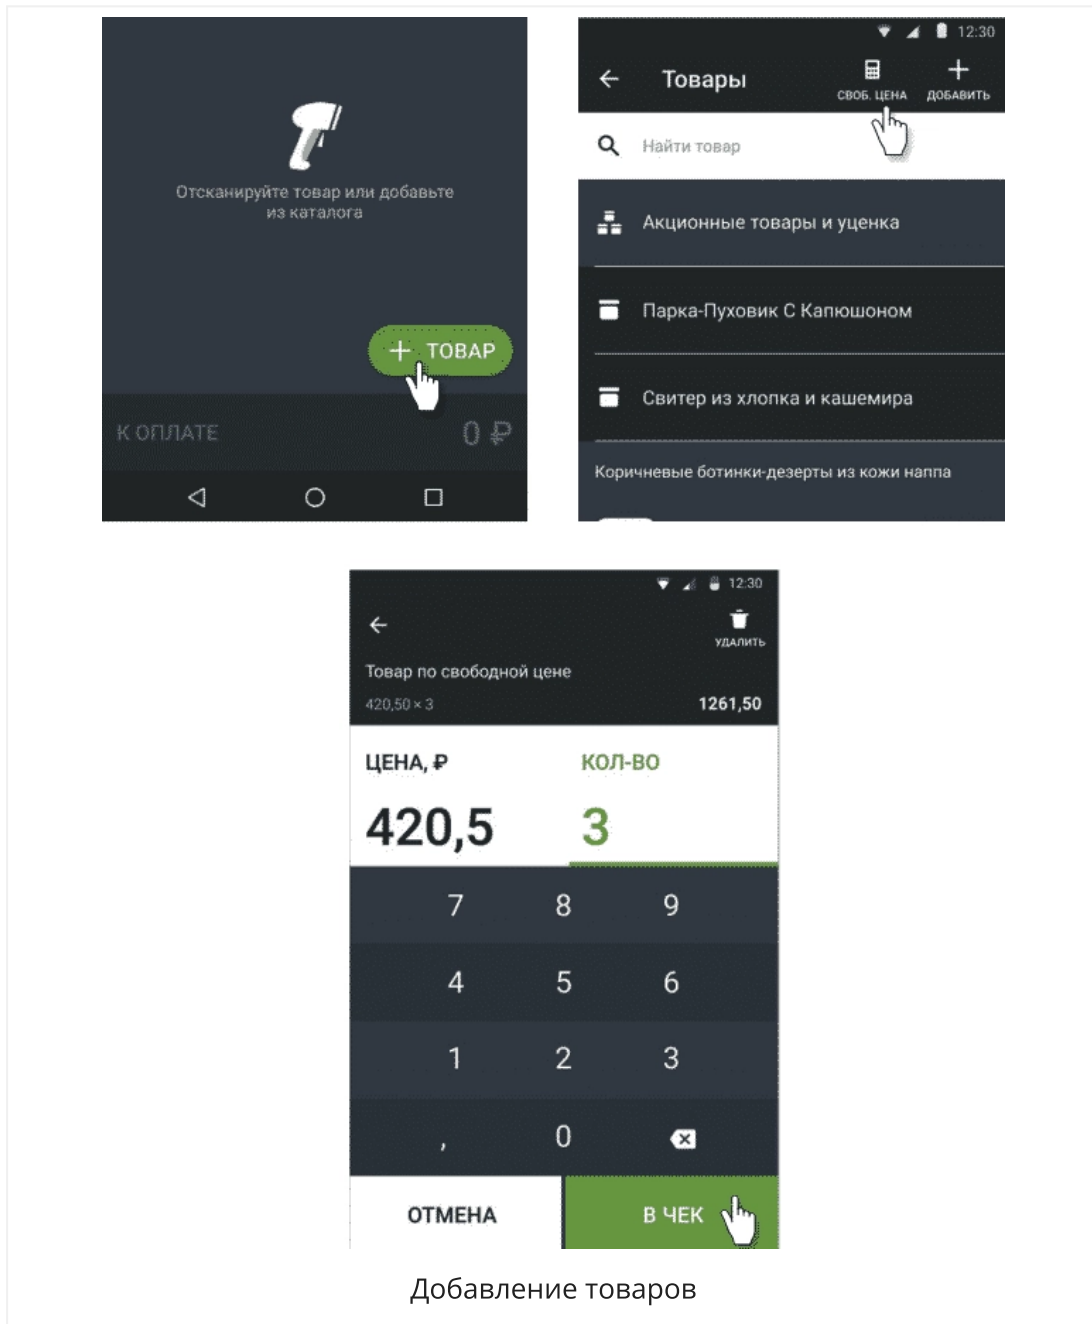 Отсканируйте товар или добавьте
из каталога
+ ТОВАР
К ОПЛАТЕ 0 ₽
12:30
Товары
СВОБ. ЦЕНА ДОБАВИТЬ
Найти товар
Акционные товары и уценка
Парка-Пуховик С Капюшоном
Свитер из хлопка и кашемира
Коричневые ботинки-дезерты из кожи наппа
12:30
УДАЛИТЬ
Товар по свободной цене
420,50 × 3 1261,50
ЦЕНА, ₽ КОЛ-ВО
420,5 3
7 8 9
4 5 6
1 2 3
, 0
ОТМЕНА В ЧЕК
Добавление товаров